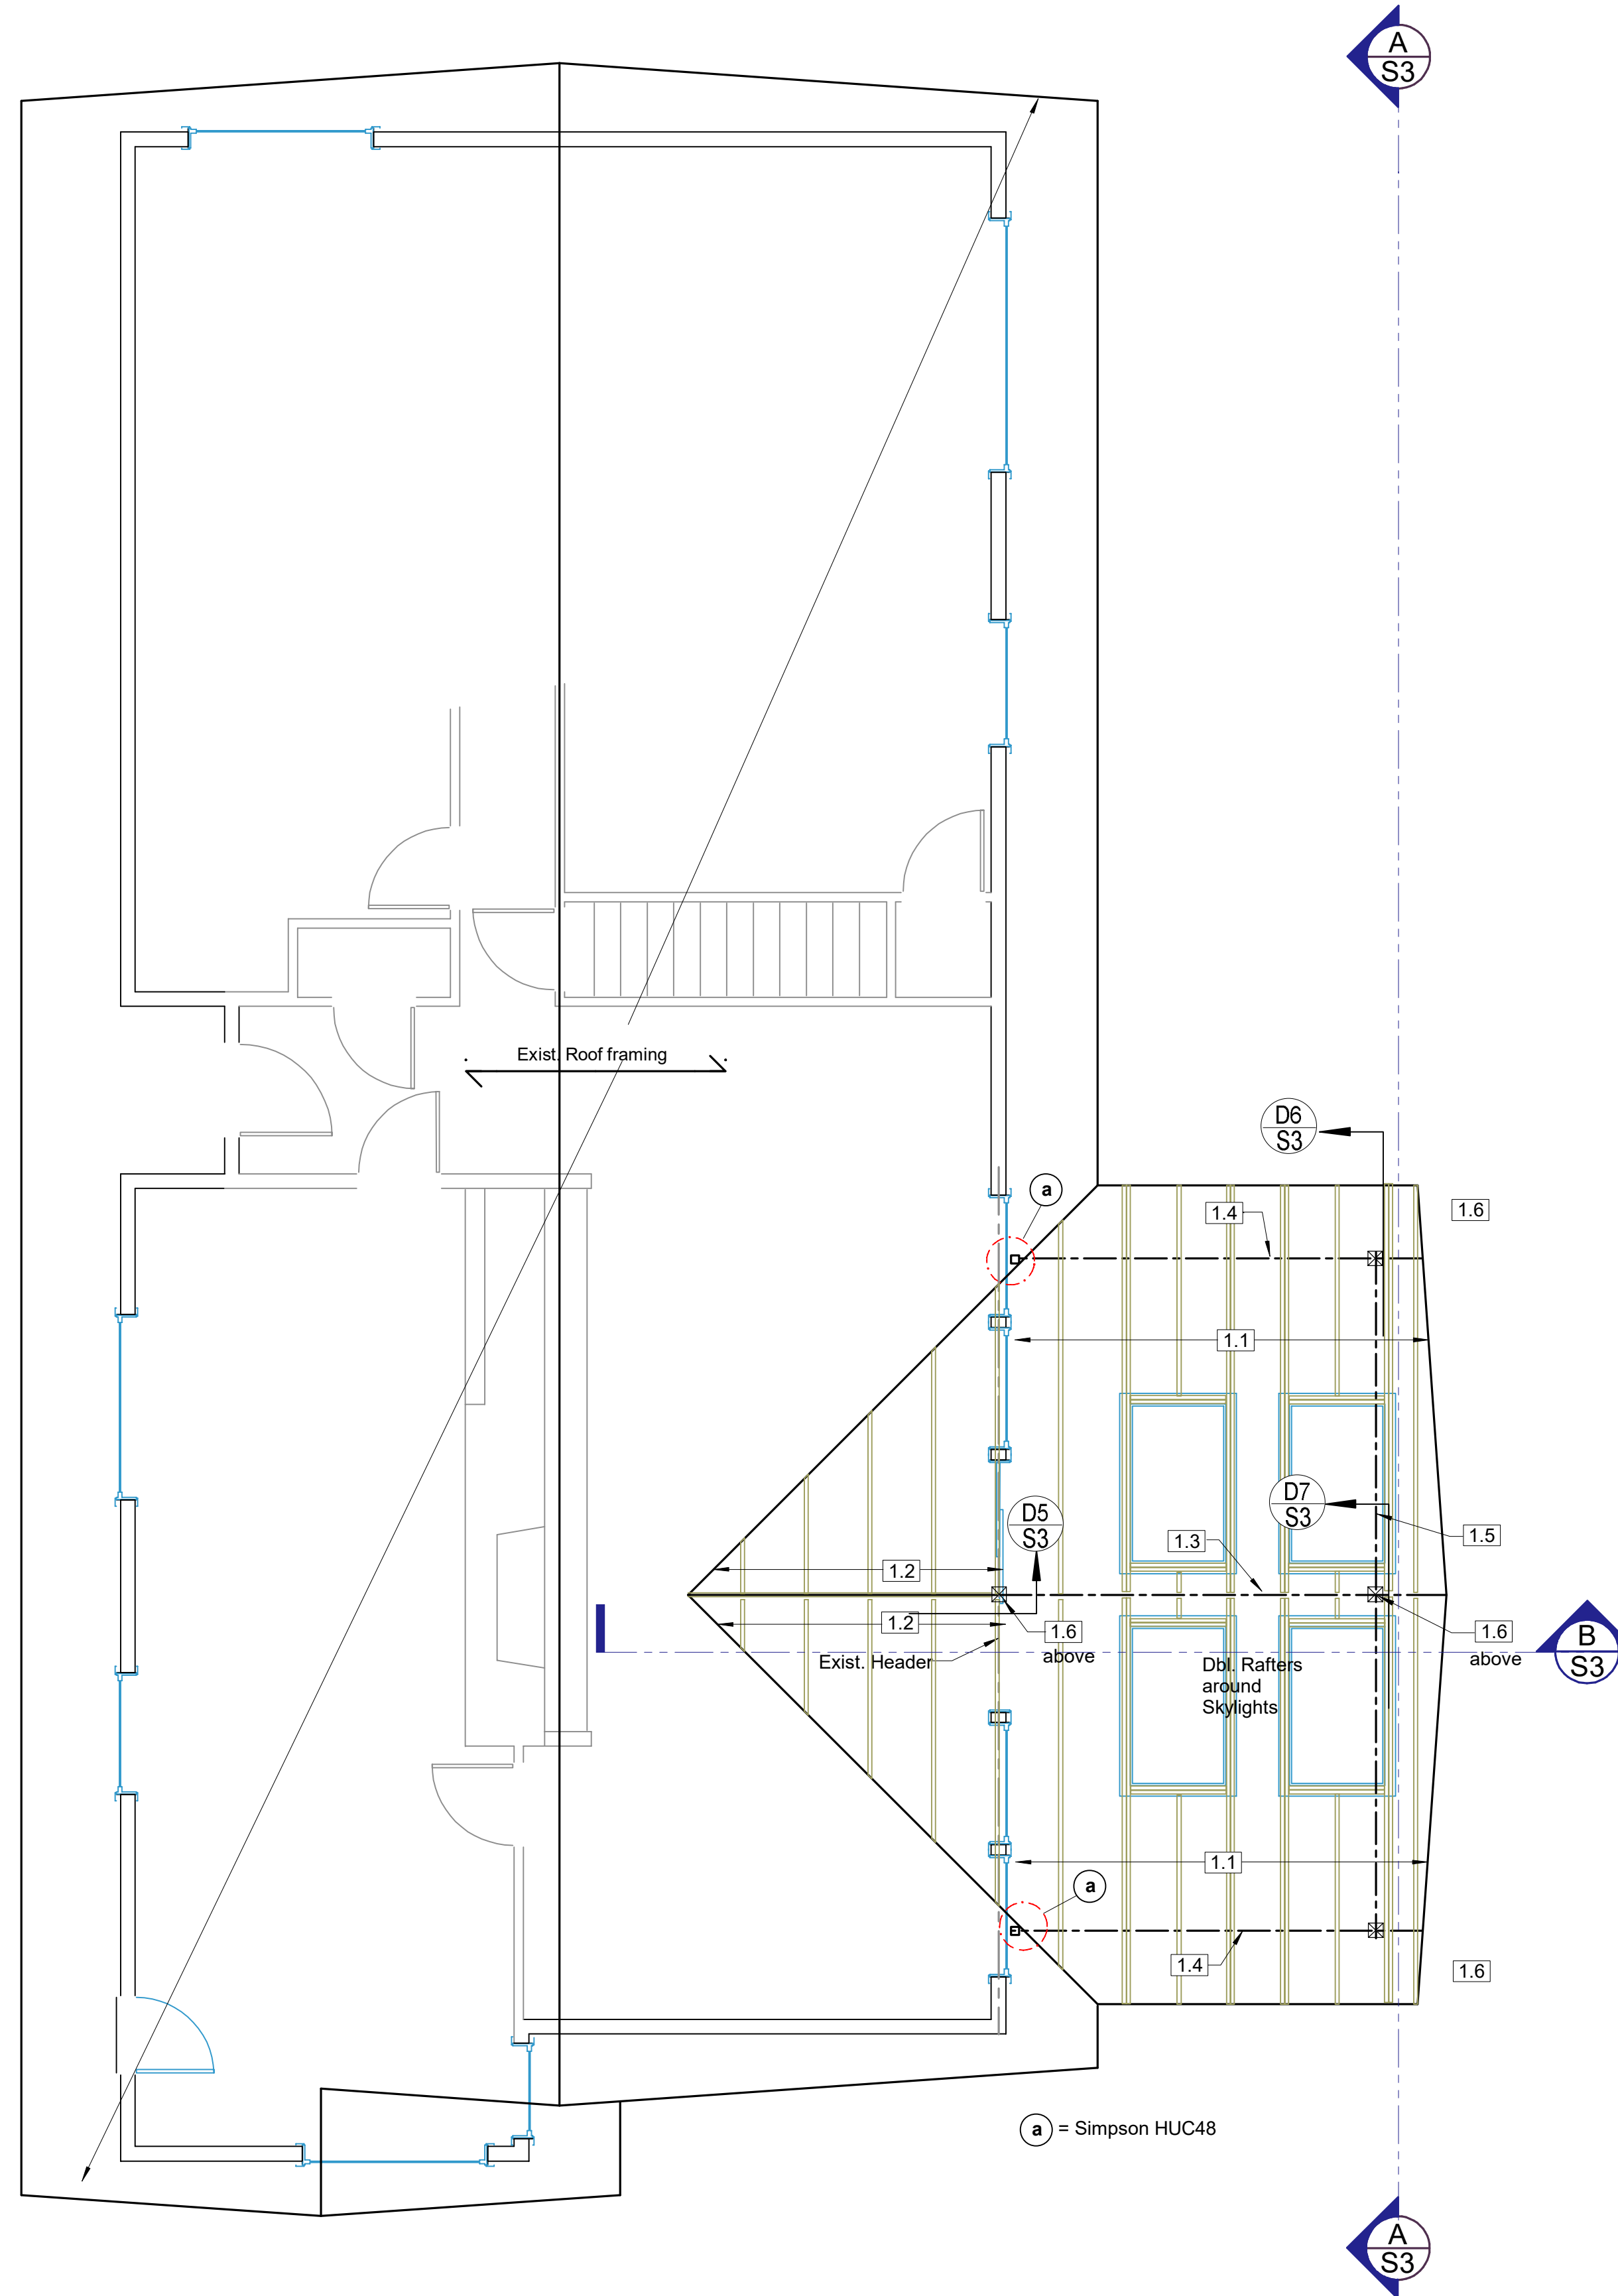 A
S3
Exist. Roof framing
D6
S3
a
1.4
1.6
1.1
D7
S3
D5
S3
1.3
1.5
1.2
1.2
1.6
above
1.6
above
B
S3
Exist. Header
Dbl. Rafters
around
Skylights
1.1
a
1.4
1.6
a = Simpson HUC48
A
S3